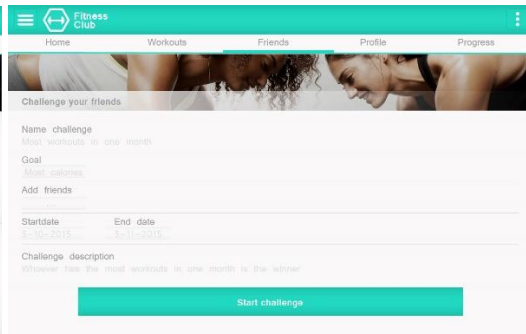 Fitness
Club
Home Workouts Friends Profile Progress
Challenge your friends
Name challenge
Most workouts in one month
Goal
Most calories
Add friends
Startdate End date
5-10-2015 5-11-2015
Challenge description
Whoever has the most workouts in one month is the winner
Start challenge